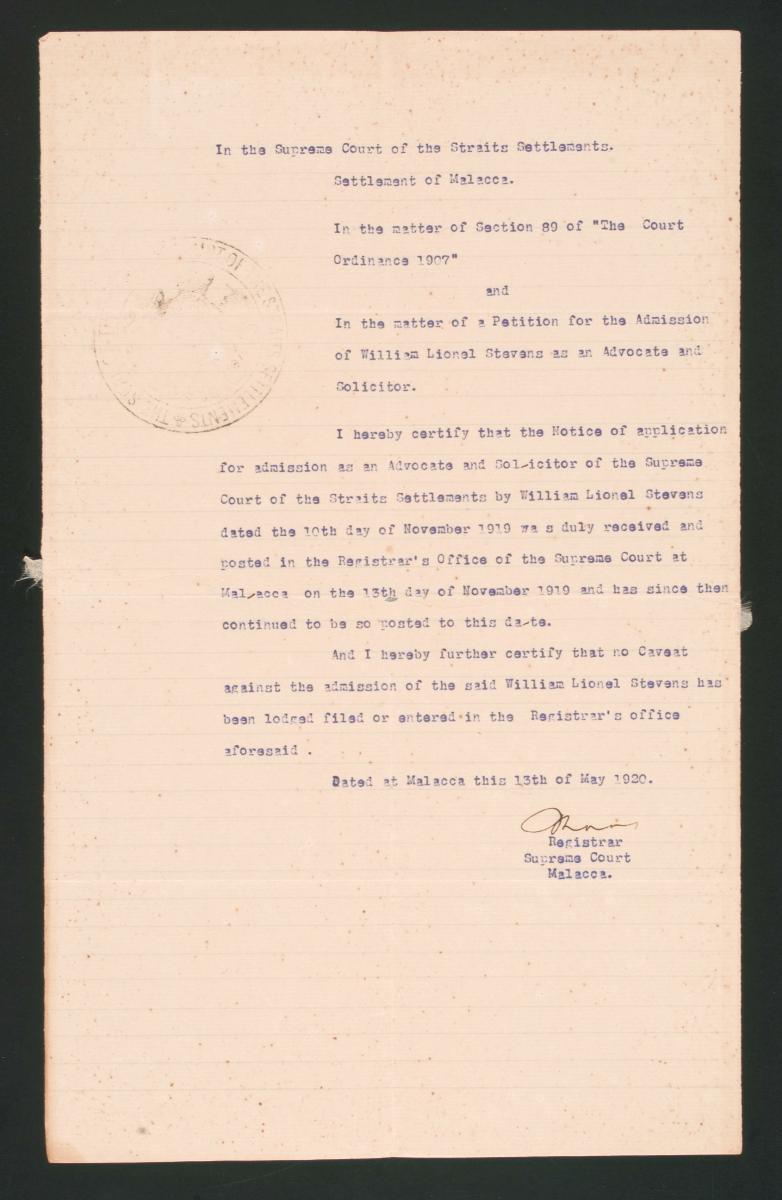 In the Supreme Court of the Straits Settlements.
Settlement of Malacca.
In the matter of Section 89 of "The Court
Ordinance 1907"
and
In the matter of a Petition for the Admission
of William Lionel Stevens as an Advocate and
Solicitor.
I hereby certify that the Notice of application
for admission as an Advocate and Sol-icitor of the Supreme
Court of the Straits Settlements by William Lionel Stevens
dated the 10th day of November 1919 wa s duly received and
posted in the Registrar's Office of the Supreme Court at
Mal-acca on the 13th day of November 1919 and has since then
continued to be so posted to this da-te.
And I hereby further certify that no Caveat
against the admission of the said William Lionel Stevens has
been lodged filed or entered in the Registrar's office
aforesaid .
Dated at Malacca this 13th of May 1920.
Registrar
Supreme Court
Malacca.
SETTLEMENTS